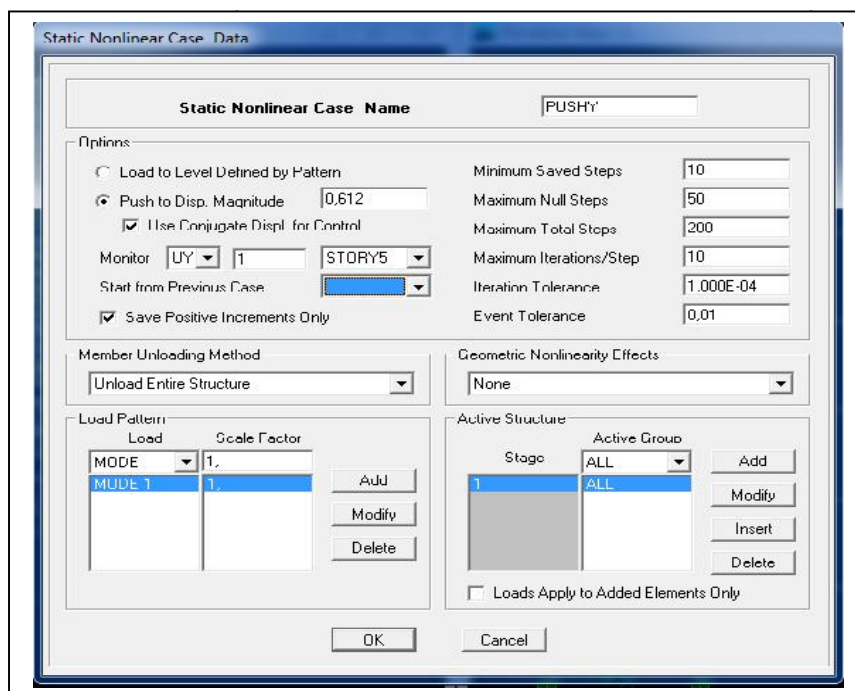 Static Nonlinear Case Data
Static Nonlinear Case Name PUSHY
Options
Load to Level Defined by Pattern
Push to Disp. Magnitude 0,612
Use Conjugate Displ. for Control
Monitor UY 1 STORY5
Start from Previous Case
Save Positive Increments Only
Minimum Saved Steps 10
Maximum Null Steps 50
Maximum Total Steps 200
Maximum Iterations/Step 10
Iteration Tolerance 1.000E-04
Event Tolerance 0,01
Member Unloading Method
Unload Entire Structure
Geometric Nonlinearity Effects
None
Load Pattern
Load Scale Factor
MODE 1,
MODE 1 1,
Add
Modify
Delete
Active Structure
Active Group
Stage ALL
1 ALL
Add
Modify
Insert
Delete
Loads Apply to Added Elements Only
OK Cancel